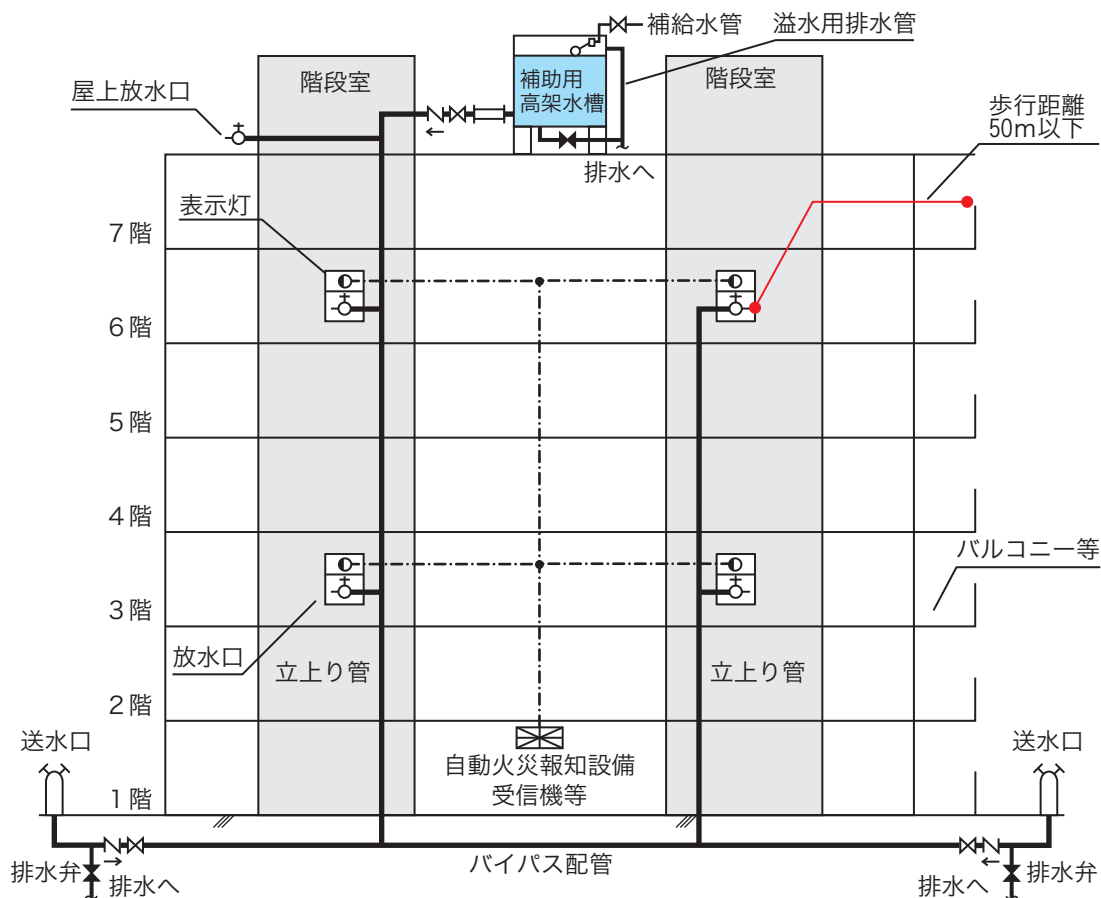 補給水管
溢水用排水管
階段室
補助用
高架水槽
階段室
屋上放水口
歩行距離
50m以下
排水へ
表示灯
7階
6階
5階
4階
バルコニー等
3階
放水口
立上り管
立上り管
2階
送水口
自動火災報知設備
受信機等
送水口
1階
バイパス配管
排水弁
排水へ
排水へ
排水弁